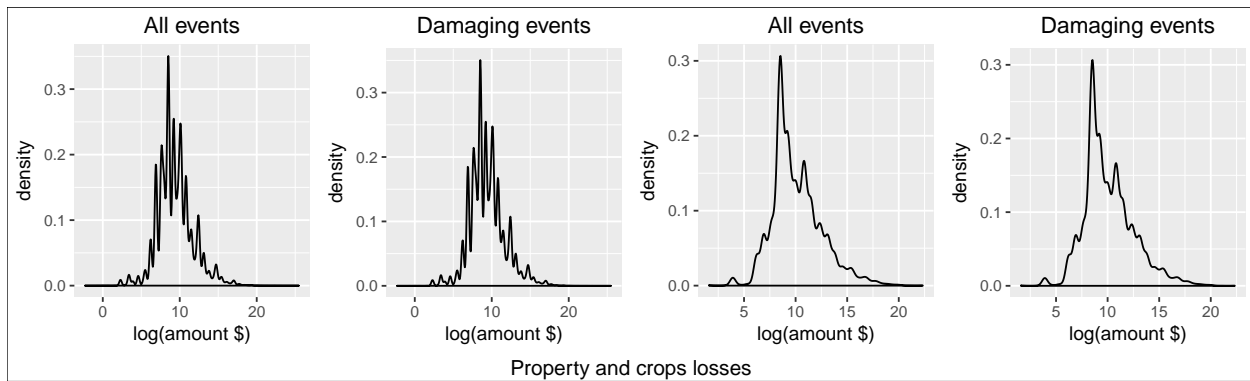 All events Damaging events All events Damaging events
0.3 0.3 0.3 0.3
0.2 0.2 0.2 0.2
0.1 0.1 0.1 0.1
0.0 0.0 0.0 0.0
density density density density
0 10 20 0 10 20 5 10 15 20 5 10 15 20
log(amount $) log(amount $) log(amount $) log(amount $)
Property and crops losses